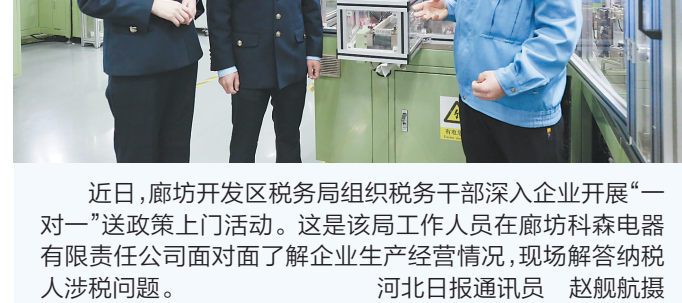 近日,廊坊开发区税务局组织税务干部深入企业开展“一
对一”送政策上门活动。这是该局工作人员在廊坊科森电器
有限责任公司面对面了解企业生产经营情况,现场解答纳税
人涉税问题。 河北日报通讯员 赵舰航摄